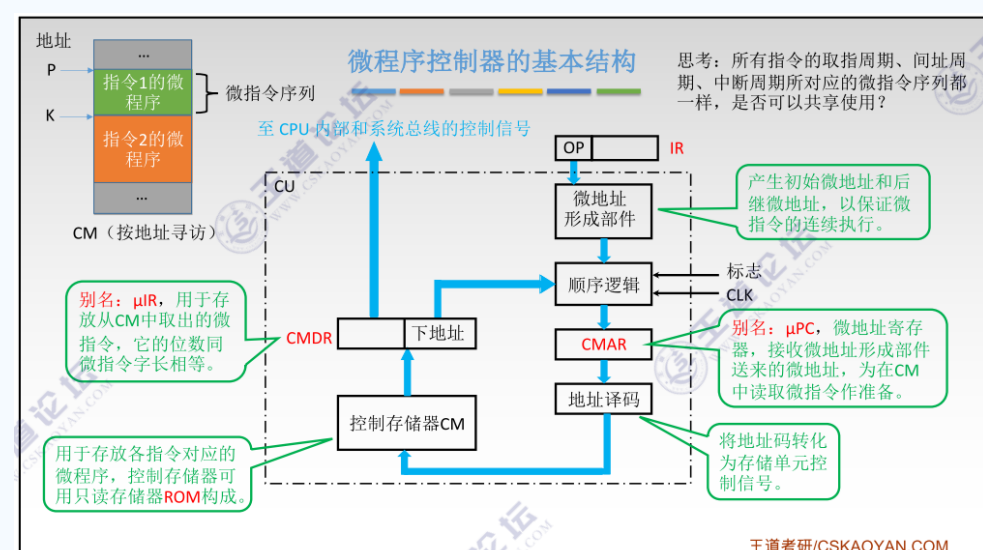 微程序控制器的基本结构
思考：所有指令的取指周期、间址周
期、中断周期所对应的微指令序列都
一样，是否可以共享使用？
地址
P
K
...
指令1的微
程序
指令2的微
程序
...
微指令序列
CM（按地址寻访）
至 CPU 内部和系统总线的控制信号
OP
IR
CU
微地址
形成部件
产生初始微地址和后
继微地址，以保证微
指令的连续执行。
顺序逻辑
标志
CLK
别名：μIR，用于存
放从CM中取出的微
指令，它的位数同
微指令字长相等。
CMDR
下地址
CMAR
别名：μPC，微地址寄存
器，接收微地址形成部件
送来的微地址，为在CM
中读取微指令作准备。
地址译码
控制存储器CM
将地址码转化
为存储单元控
制信号。
用于存放各指令对应的
微程序，控制存储器可
用只读存储器ROM构成。
王道论坛
WWW.CSKAOYAN.COM
王道考研/CSKAOYAN.COM